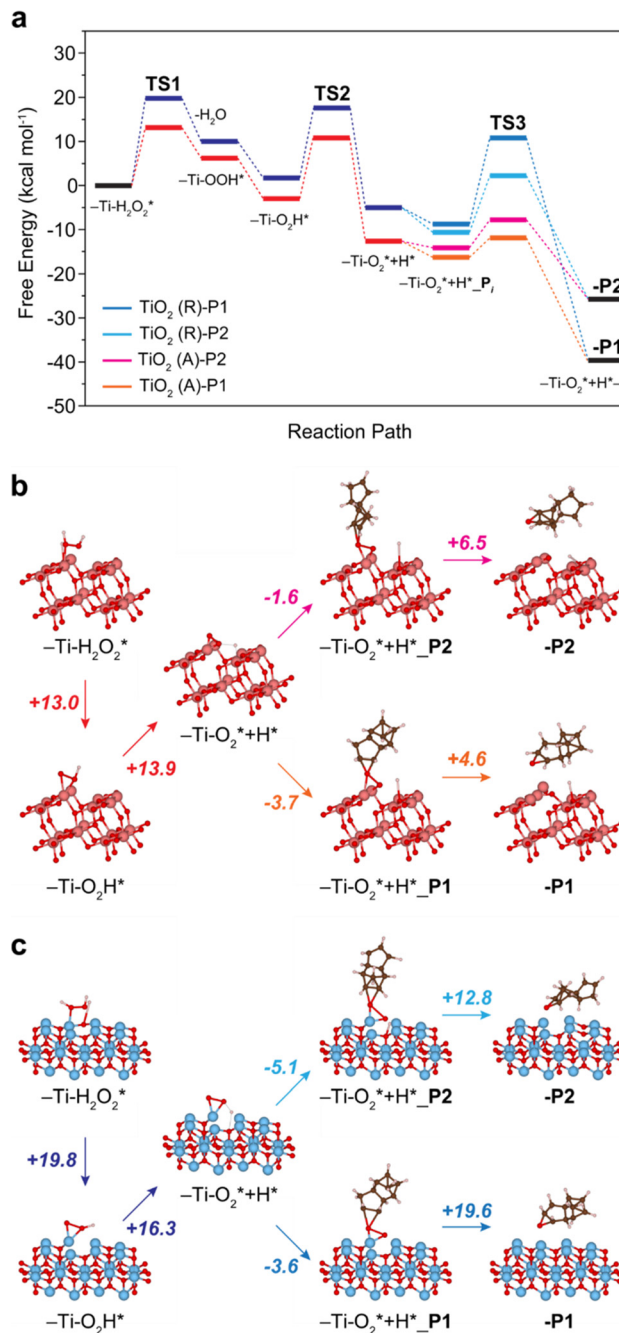 a
Free Energy (kcal mol⁻¹)
30
20
10
0
-10
-20
-30
-40
-50
TS1
-H₂O
–Ti-H₂O₂*
–Ti-OOH*
–Ti-O₂H*
TS2
–Ti-O₂*+H*
–Ti-O₂*+H*_Pᵢ
TS3
-P2
-P1
–Ti-O₂*+H*–
TiO₂ (R)-P1
TiO₂ (R)-P2
TiO₂ (A)-P2
TiO₂ (A)-P1
Reaction Path
b
–Ti-H₂O₂*
+13.0
–Ti-O₂H*
+13.9
–Ti-O₂*+H*
-1.6
–Ti-O₂*+H*_P2
+6.5
-P2
-3.7
–Ti-O₂*+H*_P1
+4.6
-P1
c
–Ti-H₂O₂*
+19.8
–Ti-O₂H*
+16.3
–Ti-O₂*+H*
-5.1
–Ti-O₂*+H*_P2
+12.8
-P2
-3.6
–Ti-O₂*+H*_P1
+19.6
-P1